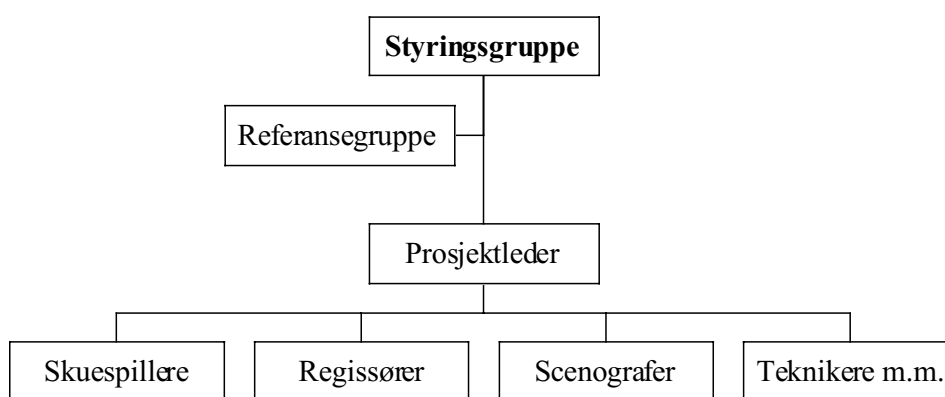 Styringsgruppe
Referansegruppe
Prosjektleder
Skuespillere
Regissører
Scenografer
Teknikere m.m.